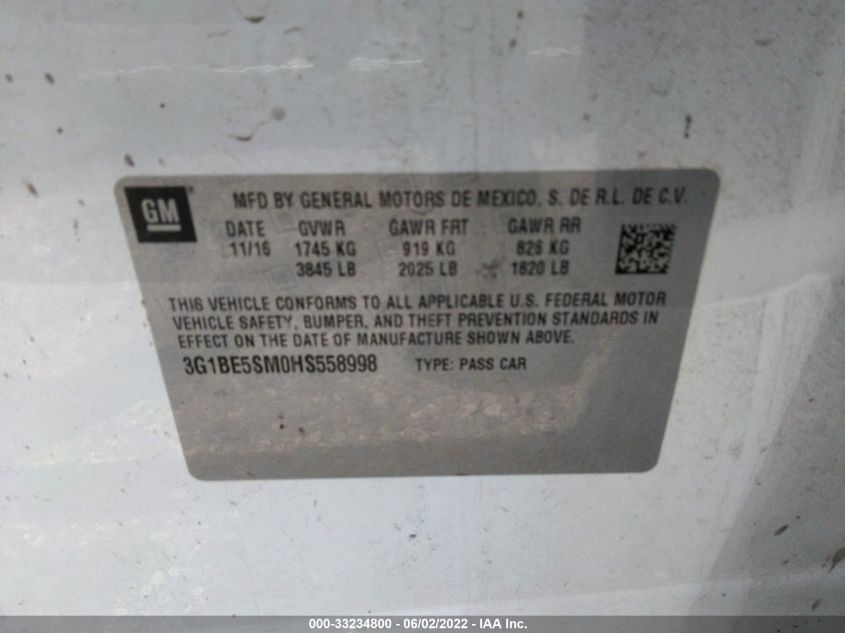 GM
MFD BY GENERAL MOTORS DE MEXICO, S. DE R.L. DE C.V.
DATE GVWR GAWR FRT GAWR RR
11/16 1745 KG 919 KG 826 KG
3845 LB 2025 LB 1820 LB
THIS VEHICLE CONFORMS TO ALL APPLICABLE U.S. FEDERAL MOTOR
VEHICLE SAFETY, BUMPER, AND THEFT PREVENTION STANDARDS IN
EFFECT ON THE DATE OF MANUFACTURE SHOWN ABOVE.
3G1BE5SM0HS558998 TYPE: PASS CAR
000-33234800 - 06/02/2022 - IAA Inc.